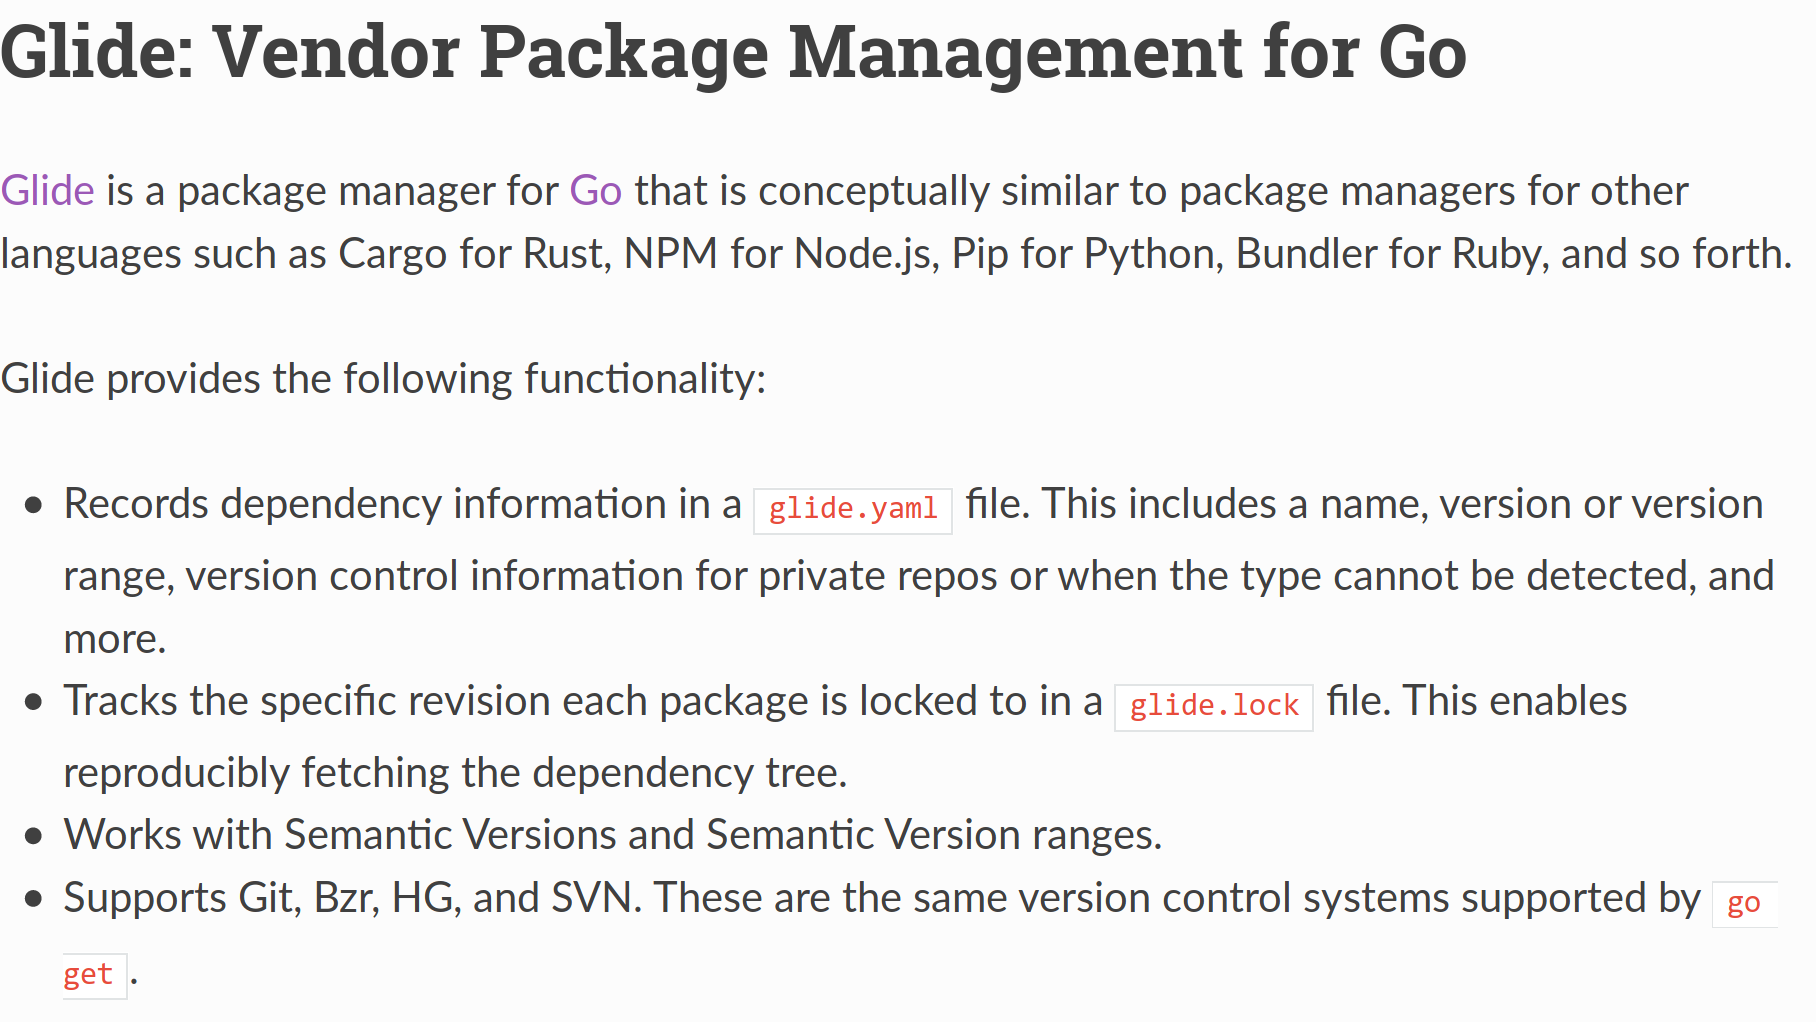 Glide: Vendor Package Management for Go
Glide is a package manager for Go that is conceptually similar to package managers for other
languages such as Cargo for Rust, NPM for Node.js, Pip for Python, Bundler for Ruby, and so forth.
Glide provides the following functionality:
• Records dependency information in a glide.yaml file. This includes a name, version or version
range, version control information for private repos or when the type cannot be detected, and
more.
• Tracks the specific revision each package is locked to in a glide.lock file. This enables
reproducibly fetching the dependency tree.
• Works with Semantic Versions and Semantic Version ranges.
• Supports Git, Bzr, HG, and SVN. These are the same version control systems supported by go
get.